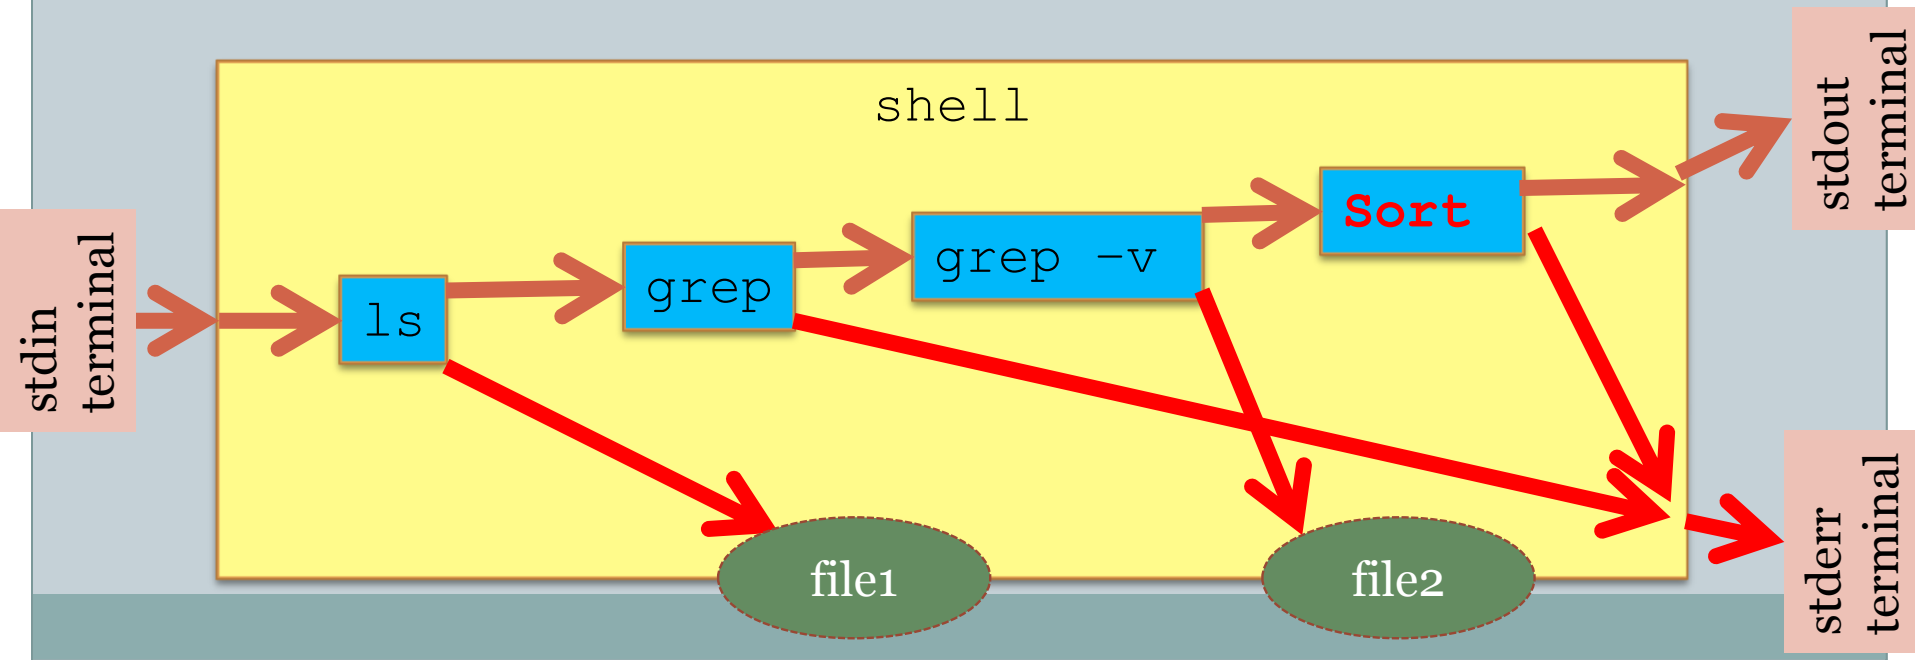 shell
stdin
terminal
ls
grep
grep –v
Sort
stdout
terminal
stderr
terminal
file1
file2